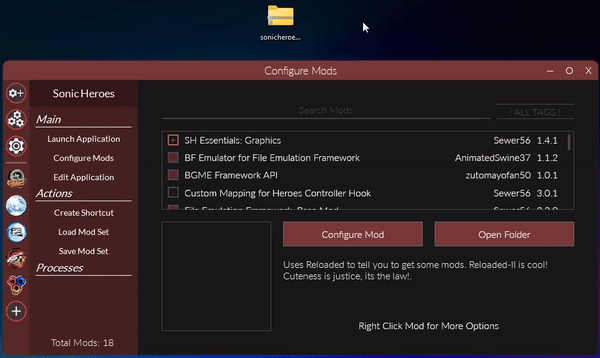 sonicheroe...
Configure Mods
Sonic Heroes
Main
Launch Application
Configure Mods
Edit Application
Actions
Create Shortcut
Load Mod Set
Save Mod Set
Processes
Total Mods: 18
Search Mods
! ALL TAGS !
SH Essentials: Graphics Sewer56 1.4.1
BF Emulator for File Emulation Framework AnimatedSwine37 1.1.2
BGME Framework API zutomayofan50 1.0.1
Custom Mapping for Heroes Controller Hook Sewer56 3.0.1
File Emulation Framework Base Mod Sewer56
Configure Mod
Open Folder
Uses Reloaded to tell you to get some mods. Reloaded-II is cool!
Cuteness is justice, its the law!.
Right Click Mod for More Options